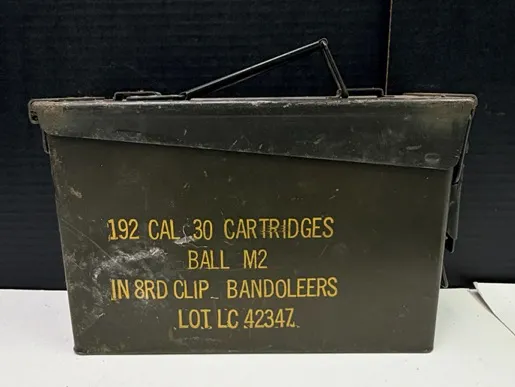 192 CAL .30 CARTRIDGES
BALL M2
IN 8RD CLIP BANDOLEERS
LOT LC 42347